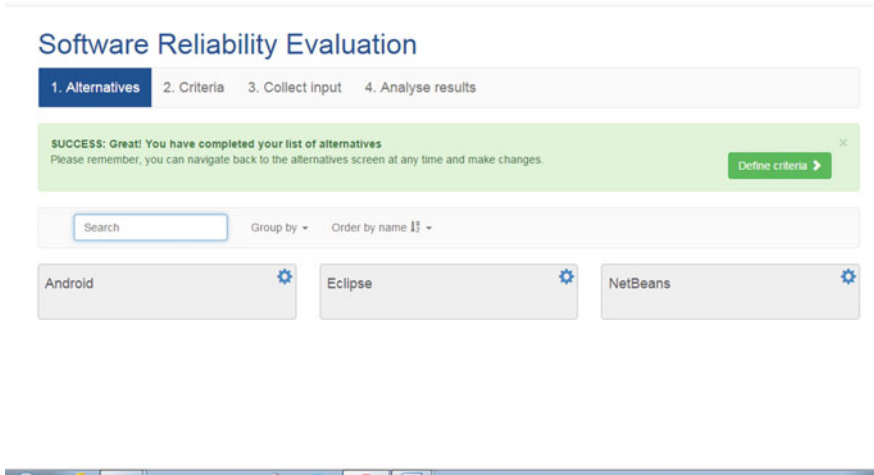 Software Reliability Evaluation
1. Alternatives 2. Criteria 3. Collect input 4. Analyse results
SUCCESS: Great! You have completed your list of alternatives
Please remember, you can navigate back to the alternatives screen at any time and make changes.
Define criteria
Search Group by Order by name
Android Eclipse NetBeans